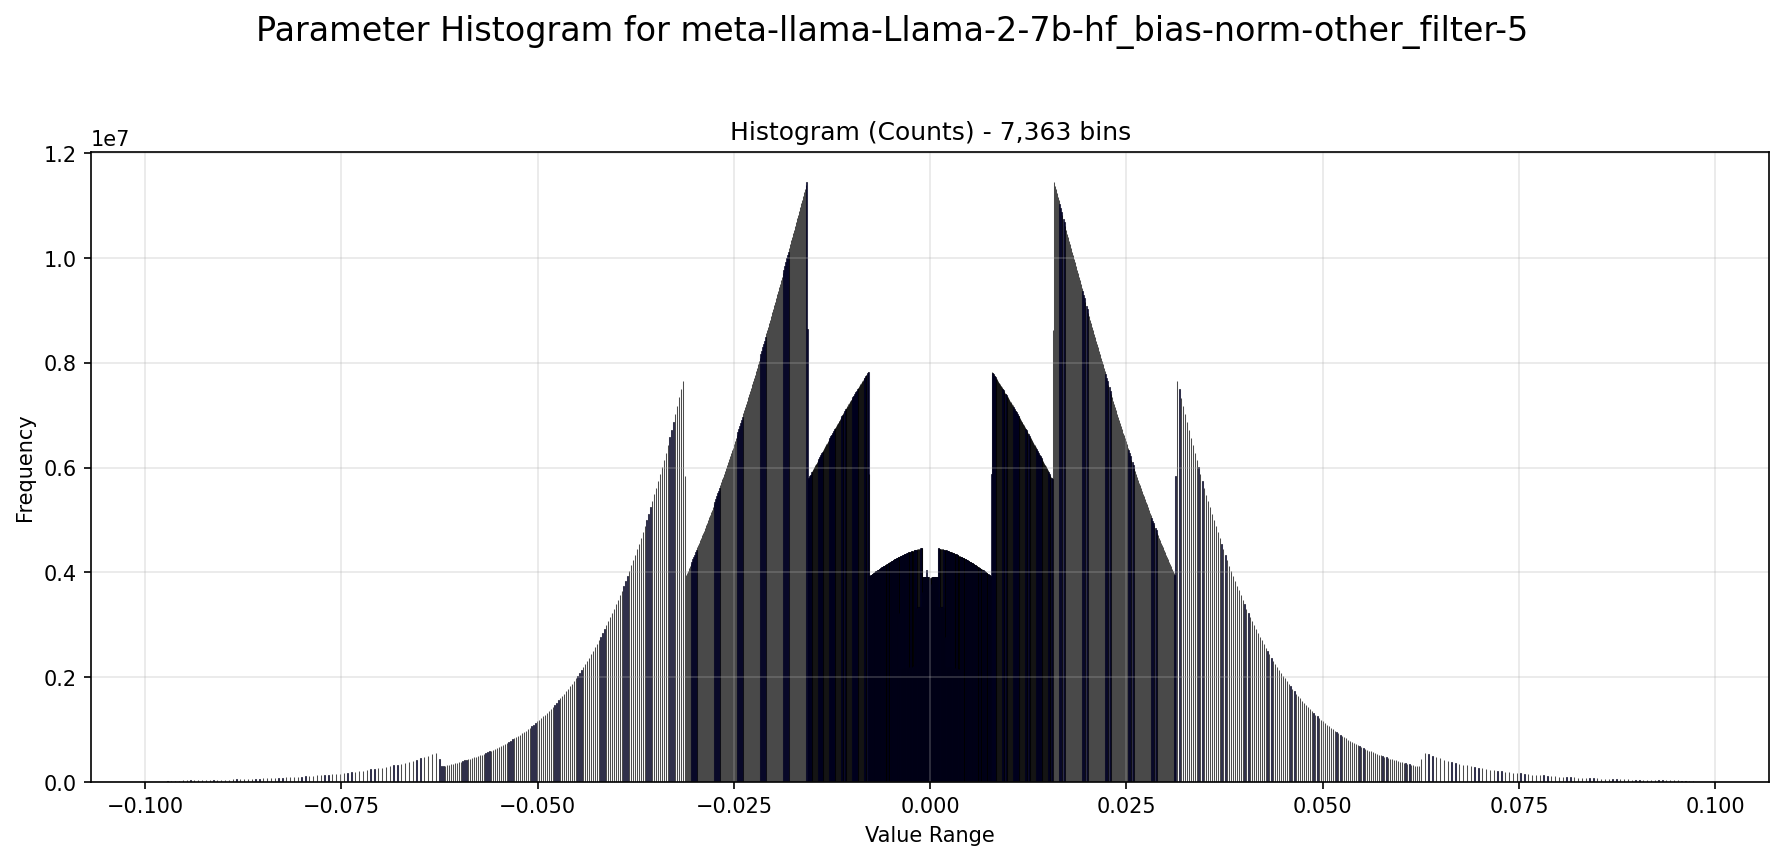 Parameter Histogram for meta-llama-Llama-2-7b-hf_bias-norm-other_filter-5
Histogram (Counts) - 7,363 bins
1e7
1.2
1.0
0.8
0.6
0.4
0.2
0.0
Frequency
−0.100 −0.075 −0.050 −0.025 0.000 0.025 0.050 0.075 0.100
Value Range